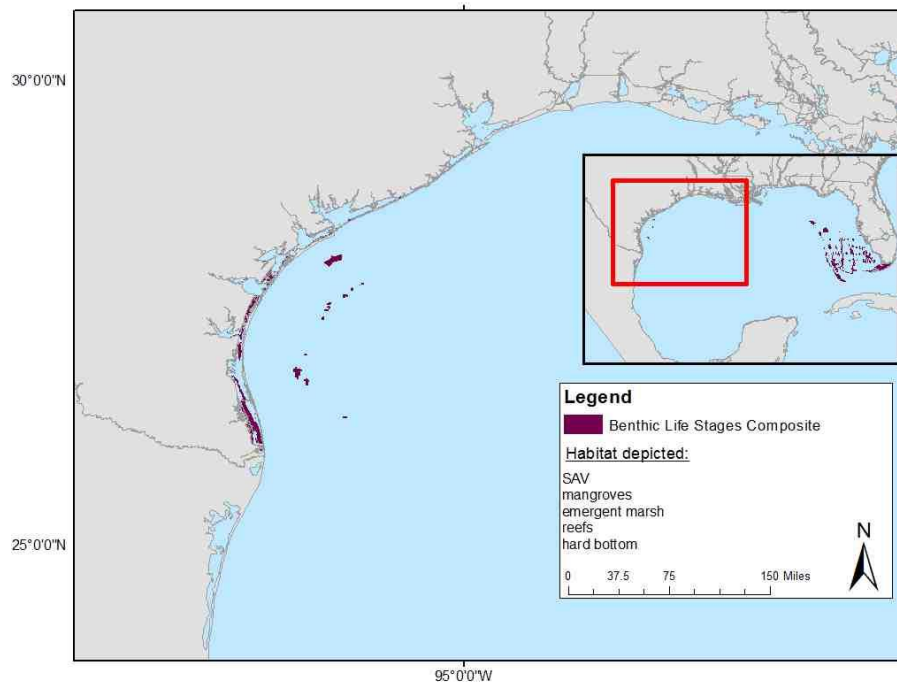 30°0'0"N
Legend
Benthic Life Stages Composite
Habitat depicted:
SAV
mangroves
emergent marsh
reefs
hard bottom
N
0 37.5 75 150 Miles
25°0'0"N
95°0'0"W